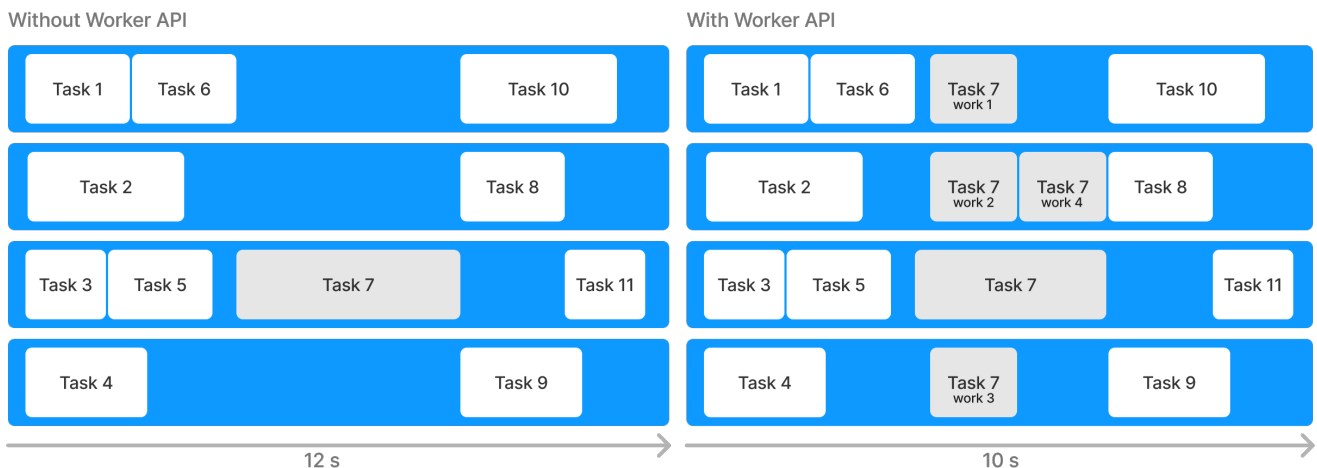 Without Worker API
Task 1
Task 6
Task 10
Task 2
Task 8
Task 3
Task 5
Task 7
Task 11
Task 4
Task 9
12 s
With Worker API
Task 1
Task 6
Task 7
work 1
Task 10
Task 2
Task 7
work 2
Task 7
work 4
Task 8
Task 3
Task 5
Task 7
Task 11
Task 4
Task 7
work 3
Task 9
10 s